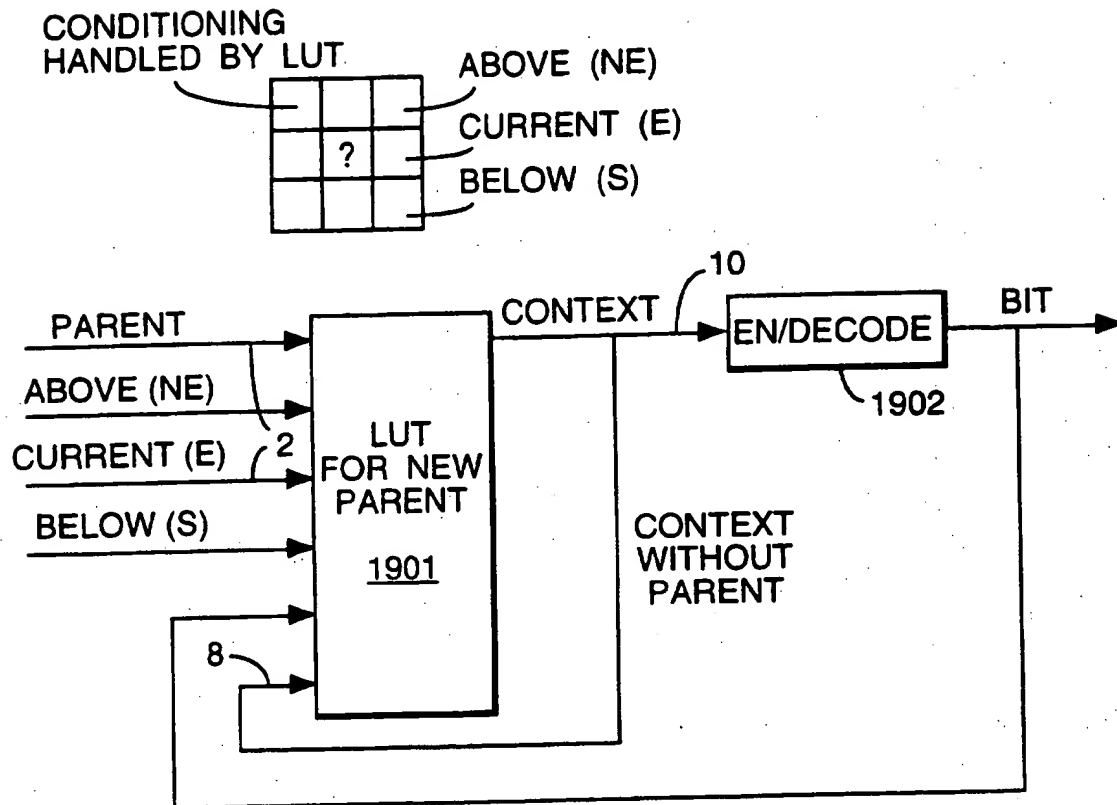 CONDITIONING
HANDLED BY LUT
ABOVE (NE)
CURRENT (E)
?
BELOW (S)
10
CONTEXT
BIT
PARENT
EN/DECODE
ABOVE (NE)
1902
2
CURRENT (E)
LUT
FOR NEW
PARENT
BELOW (S)
CONTEXT
WITHOUT
PARENT
1901
8